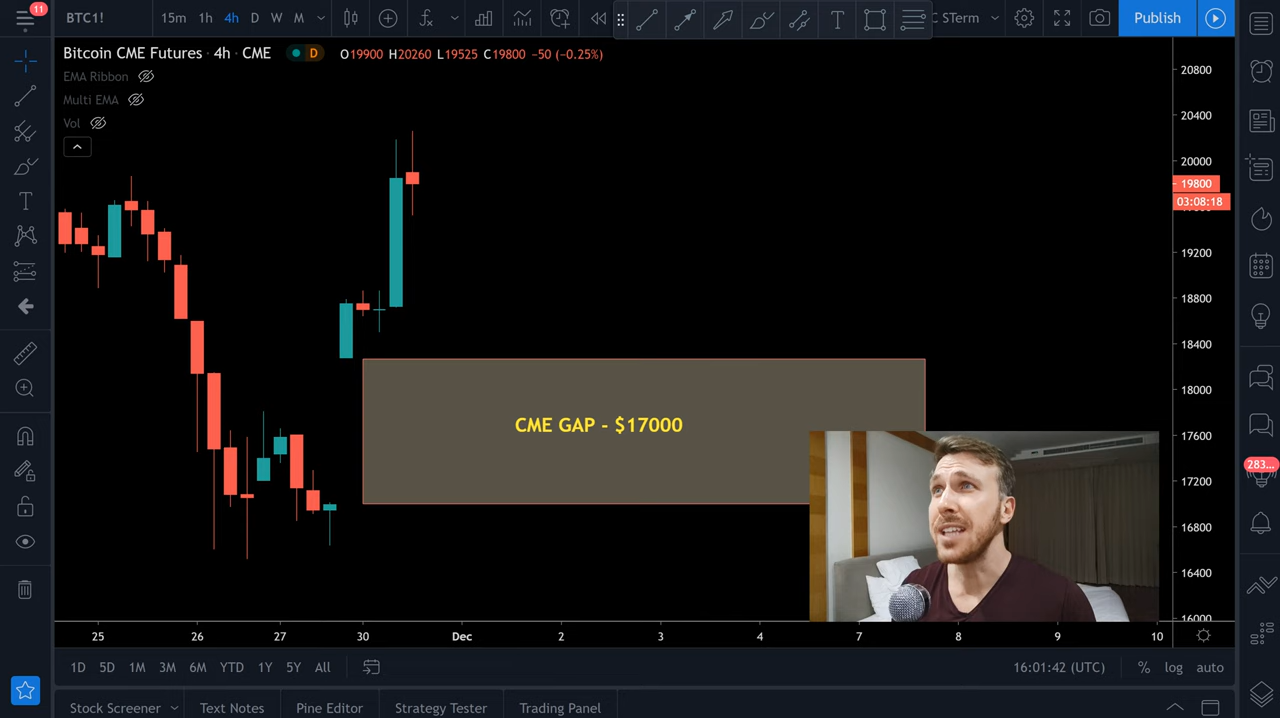 11
BTC1!
15m 1h 4h D W M
C STerm
Publish
Bitcoin CME Futures · 4h · CME
D
O19900 H20260 L19525 C19800 −50 (−0.25%)
EMA Ribbon
Multi EMA
Vol
20800
20400
20000
19800
03:08:18
19200
18800
18400
18000
17600
17200
16800
16400
16000
CME GAP - $17000
283...
25 26 27 30 Dec 2 3 4 7 8 9 10
1D 5D 1M 3M 6M YTD 1Y 5Y All
16:01:42 (UTC) % log auto
Stock Screener Text Notes Pine Editor Strategy Tester Trading Panel